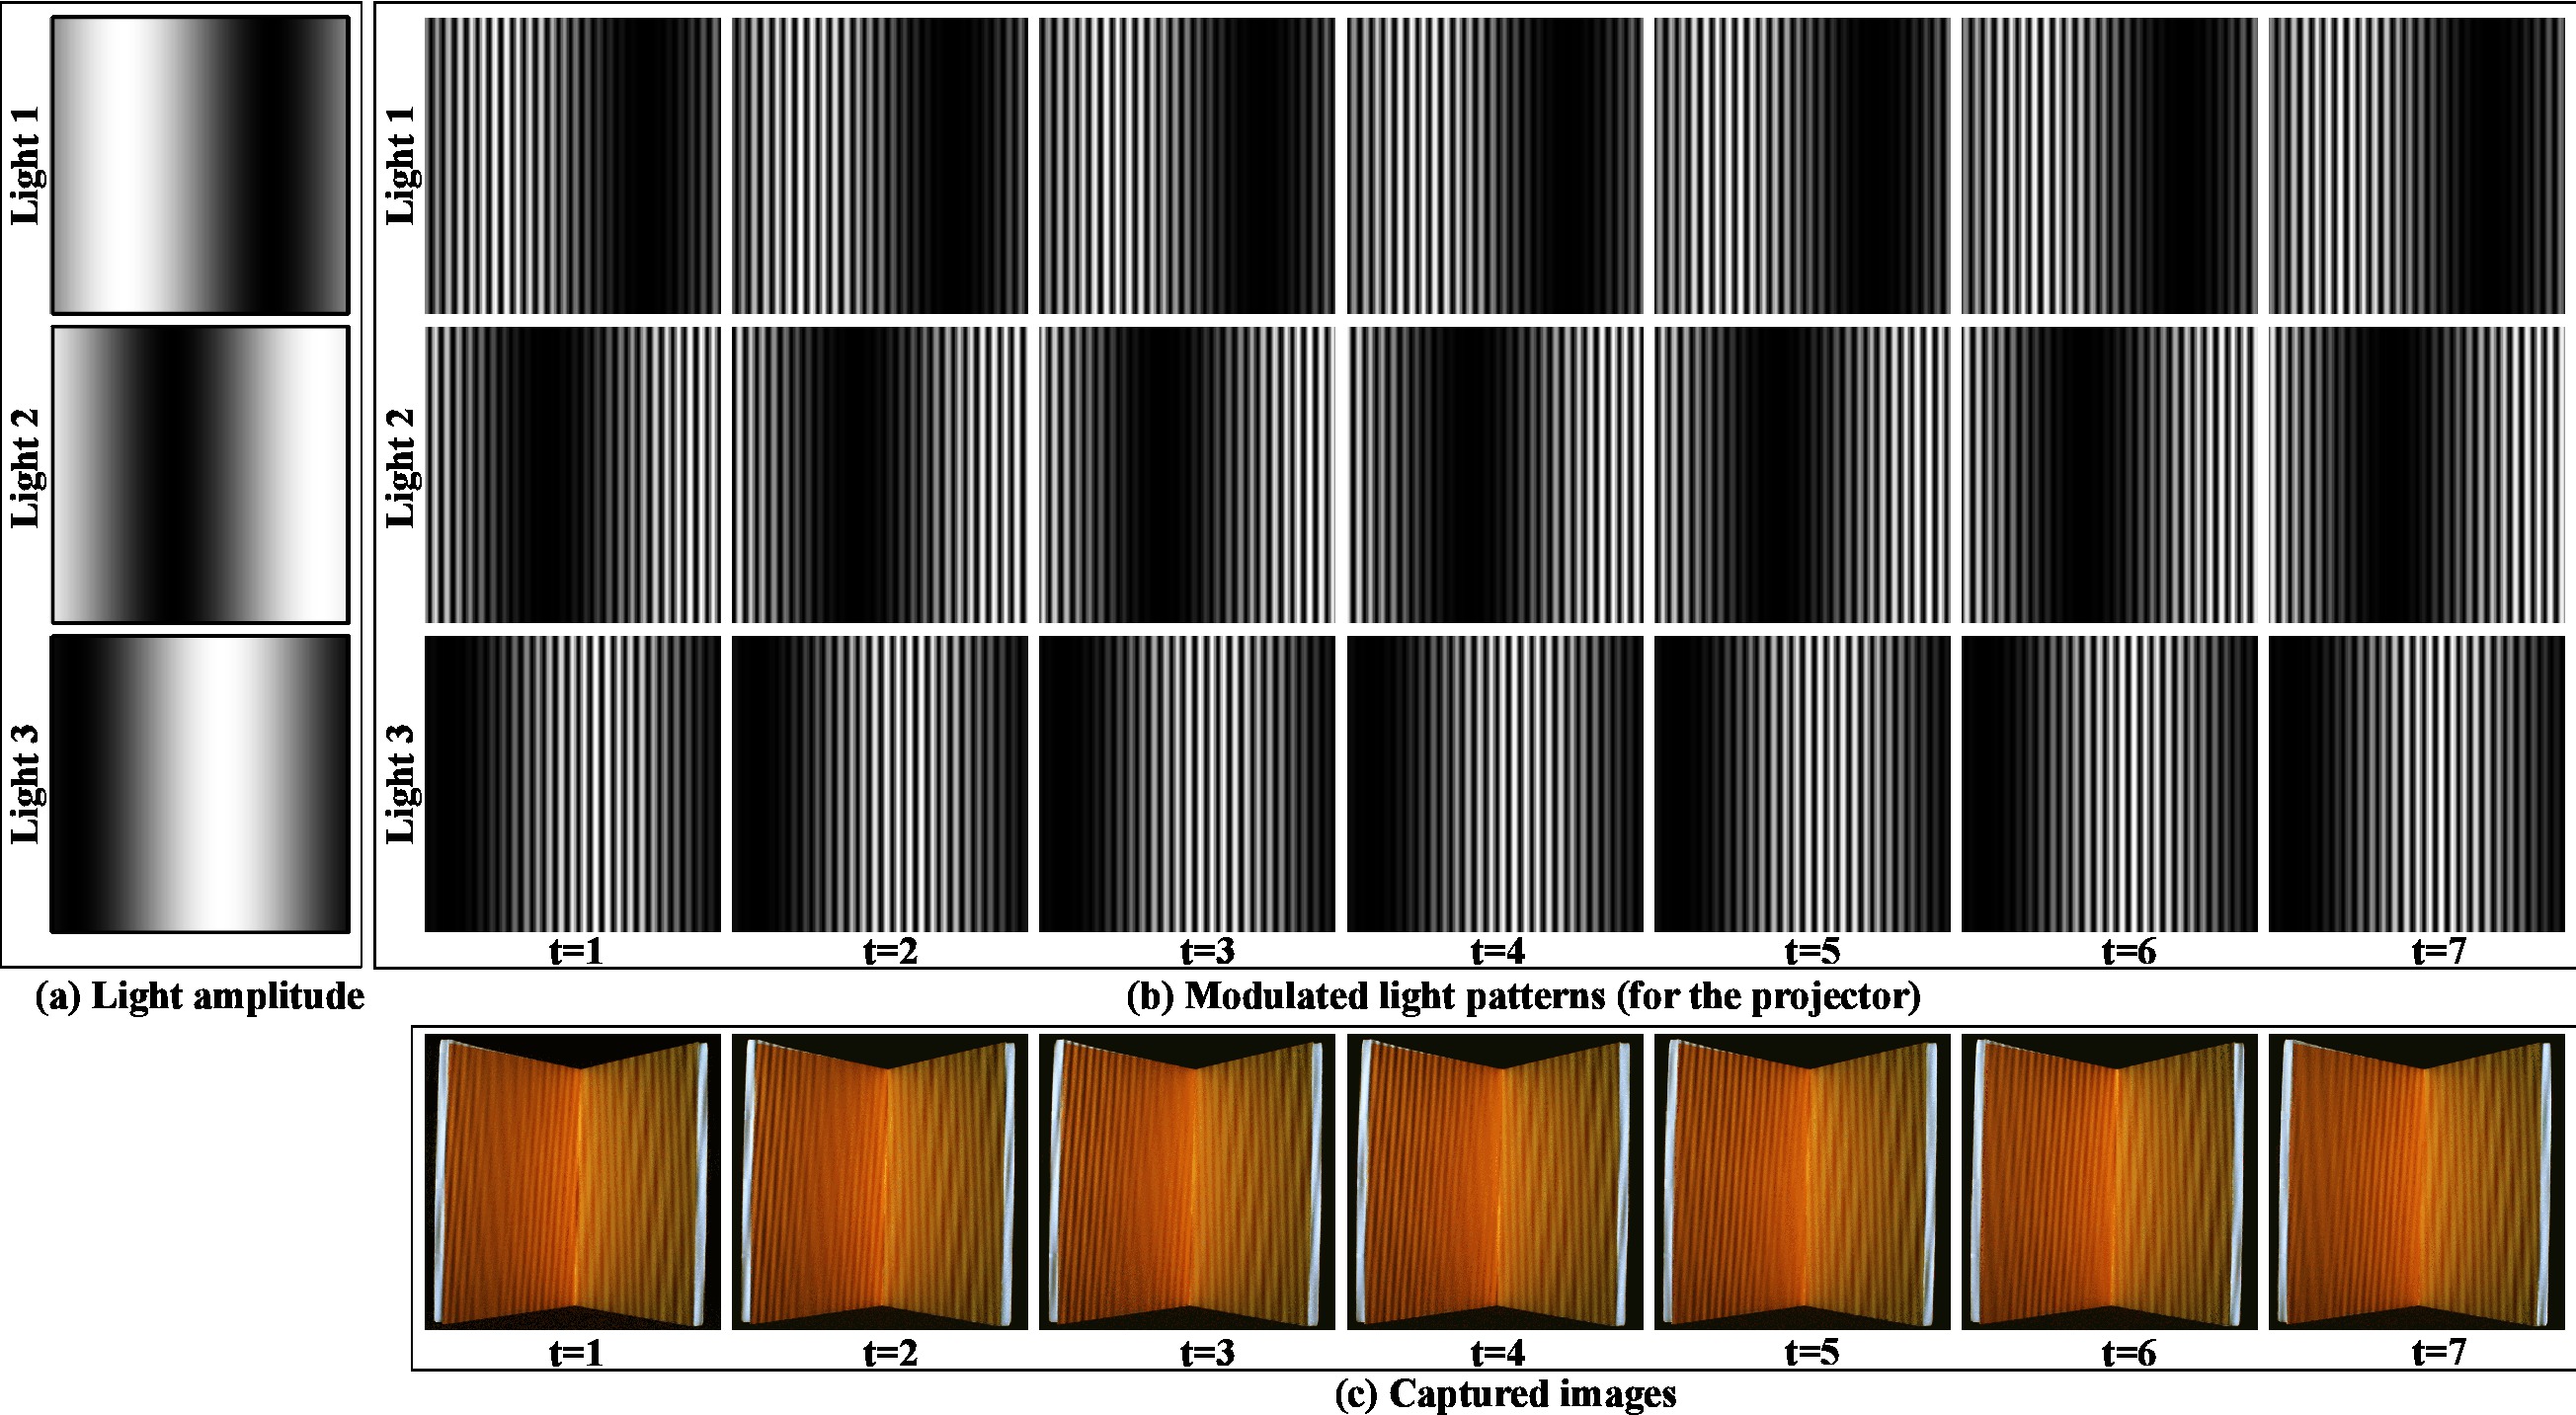 Light 1
Light 2
Light 3
(a) Light amplitude
Light 1
Light 2
Light 3
t=1 t=2 t=3 t=4 t=5 t=6 t=7
(b) Modulated light patterns (for the projector)
t=1 t=2 t=3 t=4 t=5 t=6 t=7
(c) Captured images